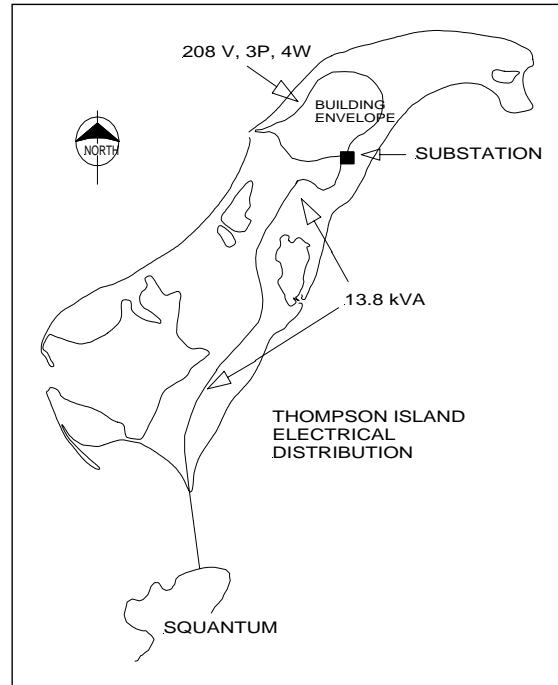 208 V, 3P, 4W
BUILDING
ENVELOPE
NORTH
SUBSTATION
13.8 kVA
THOMPSON ISLAND
ELECTRICAL
DISTRIBUTION
SQUANTUM